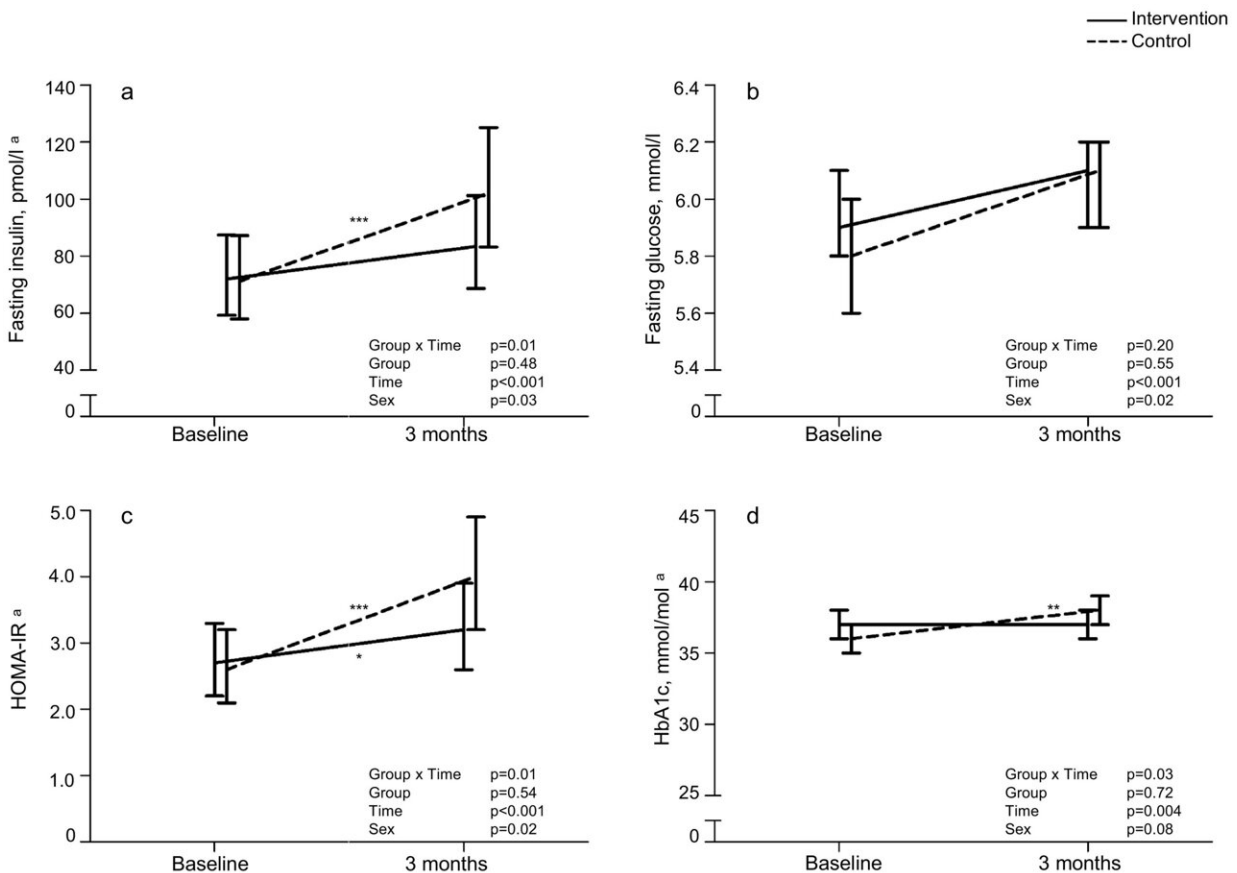 Intervention
Control
a
Fasting insulin, pmol/l ᵃ
140
120
100
80
60
40
0
***
Group x Time p=0.01
Group p=0.48
Time p<0.001
Sex p=0.03
Baseline 3 months
b
Fasting glucose, mmol/l
6.4
6.2
6.0
5.8
5.6
5.4
0
Group x Time p=0.20
Group p=0.55
Time p<0.001
Sex p=0.02
Baseline 3 months
c
HOMA-IR ᵃ
5.0
4.0
3.0
2.0
1.0
0
***
*
Group x Time p=0.01
Group p=0.54
Time p<0.001
Sex p=0.02
Baseline 3 months
d
HbA1c, mmol/mol ᵃ
45
40
35
30
25
0
**
Group x Time p=0.03
Group p=0.72
Time p=0.004
Sex p=0.08
Baseline 3 months